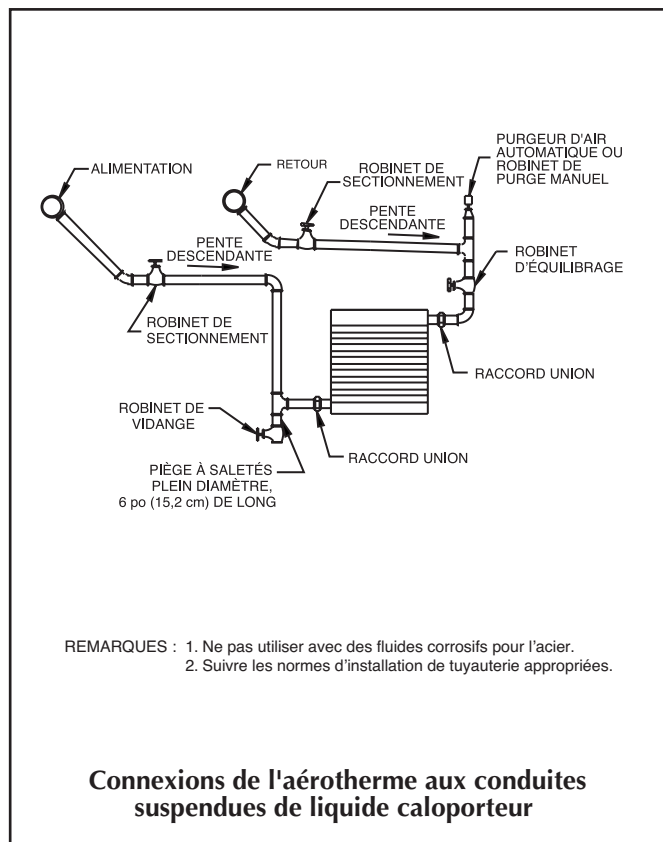 PURGEUR D'AIR
AUTOMATIQUE OU
ROBINET DE
PURGE MANUEL
ALIMENTATION
RETOUR
ROBINET DE
SECTIONNEMENT
PENTE
DESCENDANTE
PENTE
DESCENDANTE
ROBINET
D'ÉQUILIBRAGE
ROBINET DE
SECTIONNEMENT
RACCORD UNION
ROBINET DE
VIDANGE
RACCORD UNION
PIÈGE À SALETÉS
PLEIN DIAMÈTRE,
6 po (15,2 cm) DE LONG
REMARQUES : 1. Ne pas utiliser avec des fluides corrosifs pour l'acier.
2. Suivre les normes d'installation de tuyauterie appropriées.
Connexions de l'aérotherme aux conduites
suspendues de liquide caloporteur